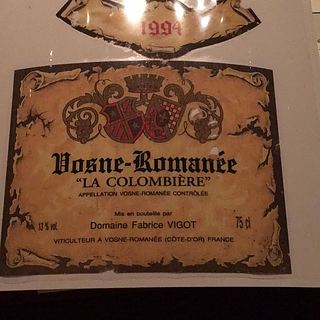 1994
Vosne-Romanée
"LA COLOMBIÈRE"
APPELLATION VOSNE-ROMANÉE CONTRÔLÉE
Mis en bouteille par
Alc. 13 % vol. Domaine Fabrice VIGOT 75 cl
VITICULTEUR A VOSNE-ROMANÉE (CÔTE-D'OR) FRANCE